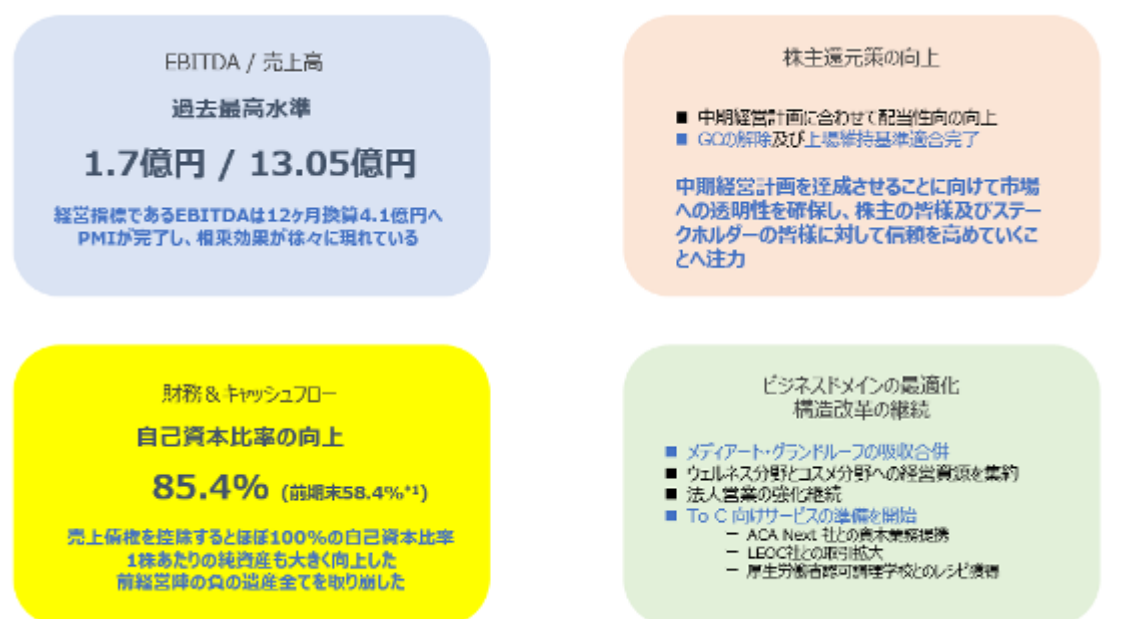 EBITDA / 売上高
過去最高水準
1.7億円 / 13.05億円
経営指標であるEBITDAは12ヶ月換算4.1億円へ
PMIが完了し、相乗効果が徐々に現れている
株主還元策の向上
■ 中期経営計画に合わせて配当性向の向上
■ GCの解除及び上場維持基準適合完了
中期経営計画を達成させることに向けて市場
への透明性を確保し、株主の皆様及びステー
クホルダーの皆様に対して信頼を高めていくこ
とへ注力
財務&キャッシュフロー
自己資本比率の向上
85.4% (前期末58.4%*1)
売上債権を控除するとほぼ100%の自己資本比率
1株あたりの純資産も大きく向上した
前経営陣の負の遺産全てを取り崩した
ビジネスドメインの最適化
構造改革の継続
■ メディアート・グランドルーフの吸収合併
■ ウェルネス分野とコスメ分野への経営資源を集約
■ 法人営業の強化継続
■ To C 向けサービスの準備を開始
− ACA Next 社との資本業務提携
− LEOC社との取引拡大
− 厚生労働省認可調理学校とのレシピ獲得